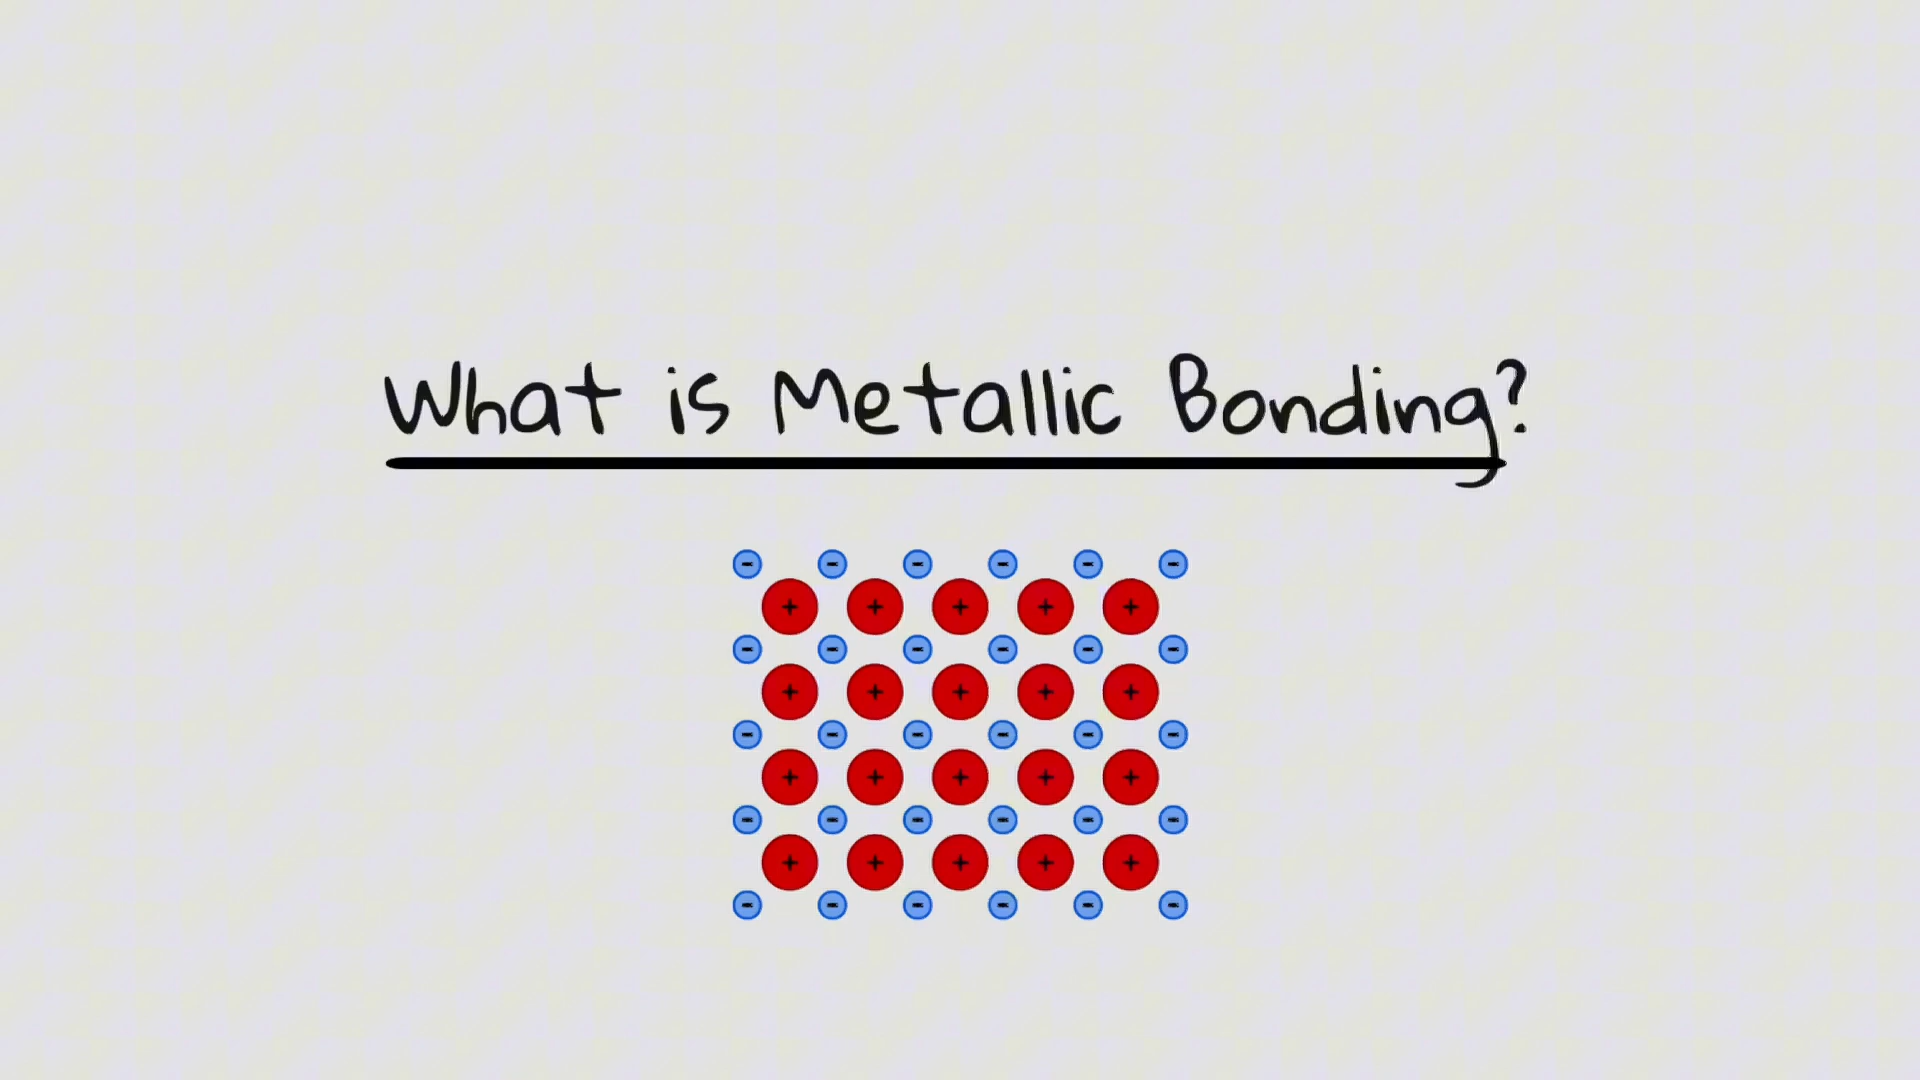 What is Metallic Bonding?
- - - - - -
+ + + + +
- - - - - -
+ + + + +
- - - - - -
+ + + + +
- - - - - -
+ + + + +
- - - - - -